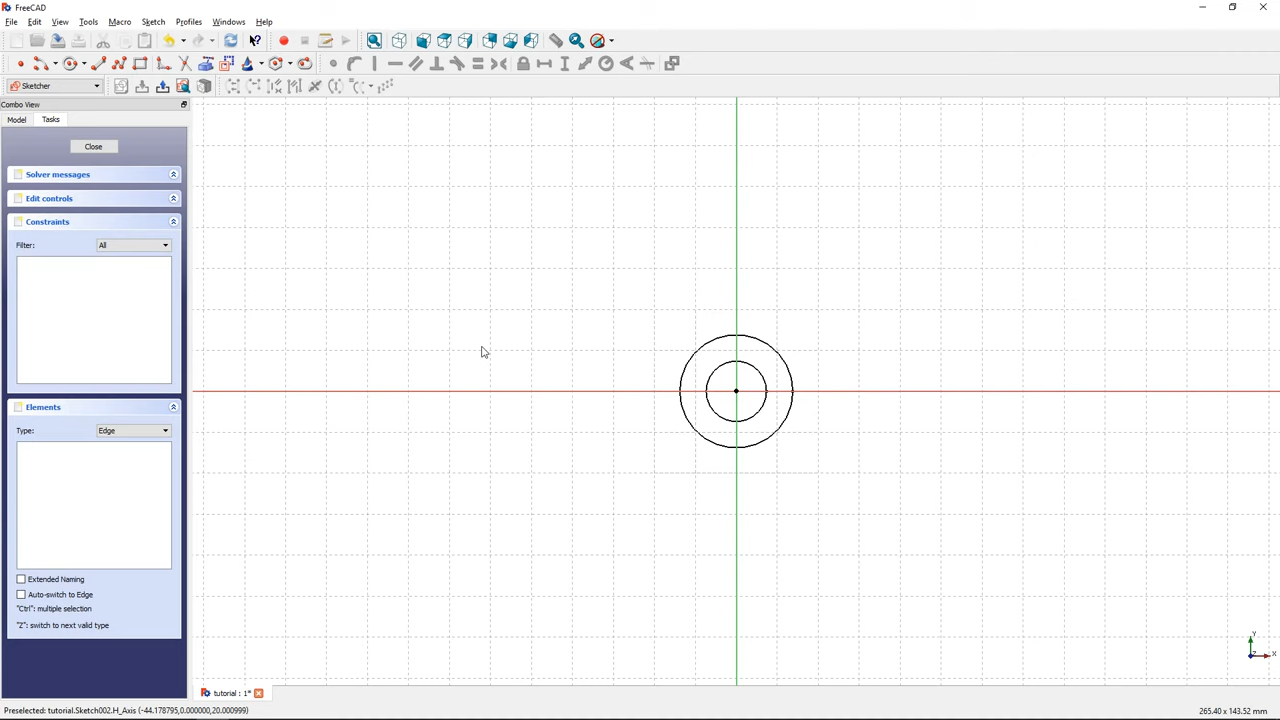 FreeCAD
File Edit View Tools Macro Sketch Profiles Windows Help
Sketcher
Combo View
Model Tasks
Close
Solver messages
Edit controls
Constraints
Filter: All
Elements
Type: Edge
Extended Naming
Auto-switch to Edge
"Ctrl": multiple selection
"Z": switch to next valid type
Y
Z X
tutorial : 1*
Preselected: tutorial.Sketch002.H_Axis (-44.178795,0.000000,20.000999) 265.40 x 143.52 mm